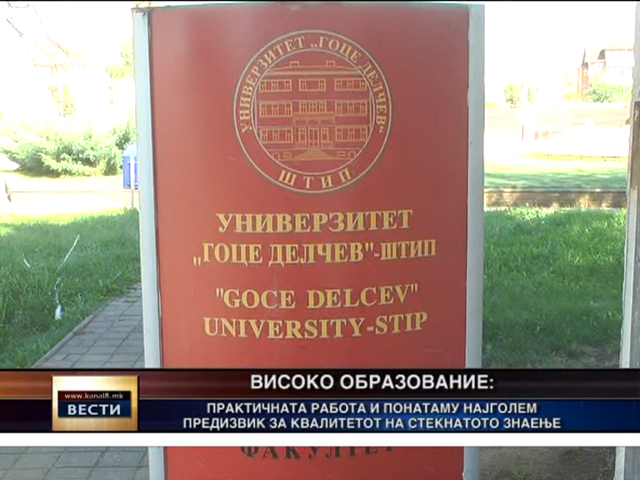 УНИВЕРЗИТЕТ „ГОЦЕ ДЕЛЧЕВ"
ШТИП
УНИВЕРЗИТЕТ
„ГОЦЕ ДЕЛЧЕВ"-ШТИП
"GOCE DELCEV"
UNIVERSITY-STIP
www.kanal8.mk
ВЕСТИ
ВИСОКО ОБРАЗОВАНИЕ:
ПРАКТИЧНАТА РАБОТА И ПОНАТАМУ НАЈГОЛЕМ
ПРЕДИЗВИК ЗА КВАЛИТЕТОТ НА СТЕКНАТОТО ЗНАЕЊЕ
ФАКУЛТЕТ